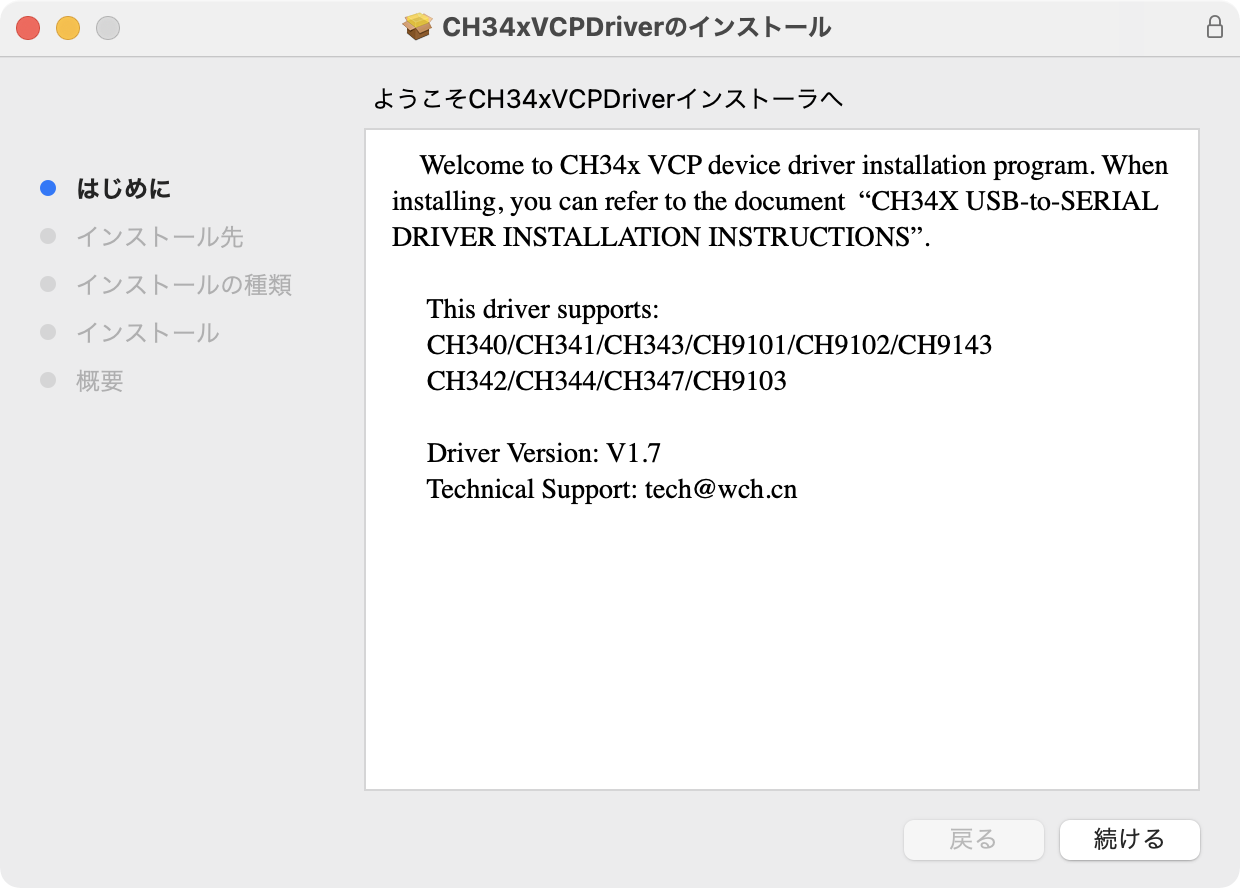 CH34xVCPDriverのインストール
ようこそCH34xVCPDriverインストーラへ
はじめに
インストール先
インストールの種類
インストール
概要
Welcome to CH34x VCP device driver installation program. When
installing, you can refer to the document “CH34X USB-to-SERIAL
DRIVER INSTALLATION INSTRUCTIONS”.
This driver supports:
CH340/CH341/CH343/CH9101/CH9102/CH9143
CH342/CH344/CH347/CH9103
Driver Version: V1.7
Technical Support: tech@wch.cn
戻る
続ける